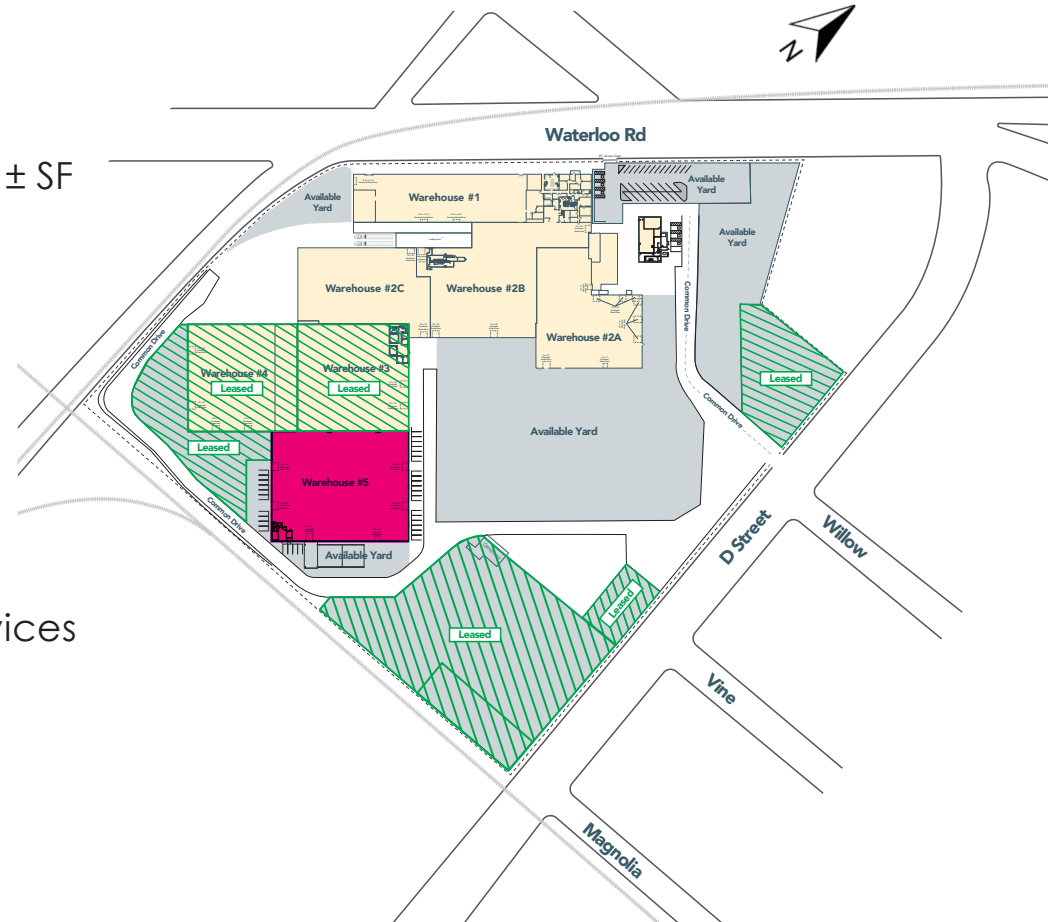 N
Waterloo Rd
± SF
Available
Yard
Warehouse #1
Available
Yard
Available
Yard
Warehouse #2C
Warehouse #2B
Warehouse #2A
Common Drive
Common Drive
Warehouse #4
Leased
Warehouse #3
Leased
Leased
Common Drive
Available Yard
Leased
Warehouse #5
Common Drive
Available Yard
D Street
Willow
Leased
Leased
vices
Vine
Magnolia